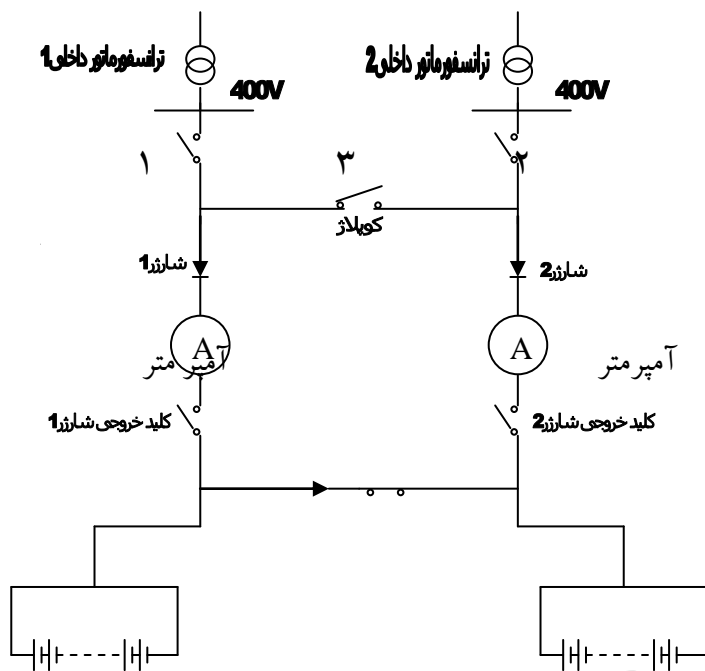 ترانسفورماتور داخلی1
ترانسفورماتور داخلی2
400V
400V
۱
۳
۲
کوپلاژ
شارژر1
شارژر2
A
آمپر متر
A
آمپر متر
کلید خروجی شارژر1
کلید خروجی شارژر2